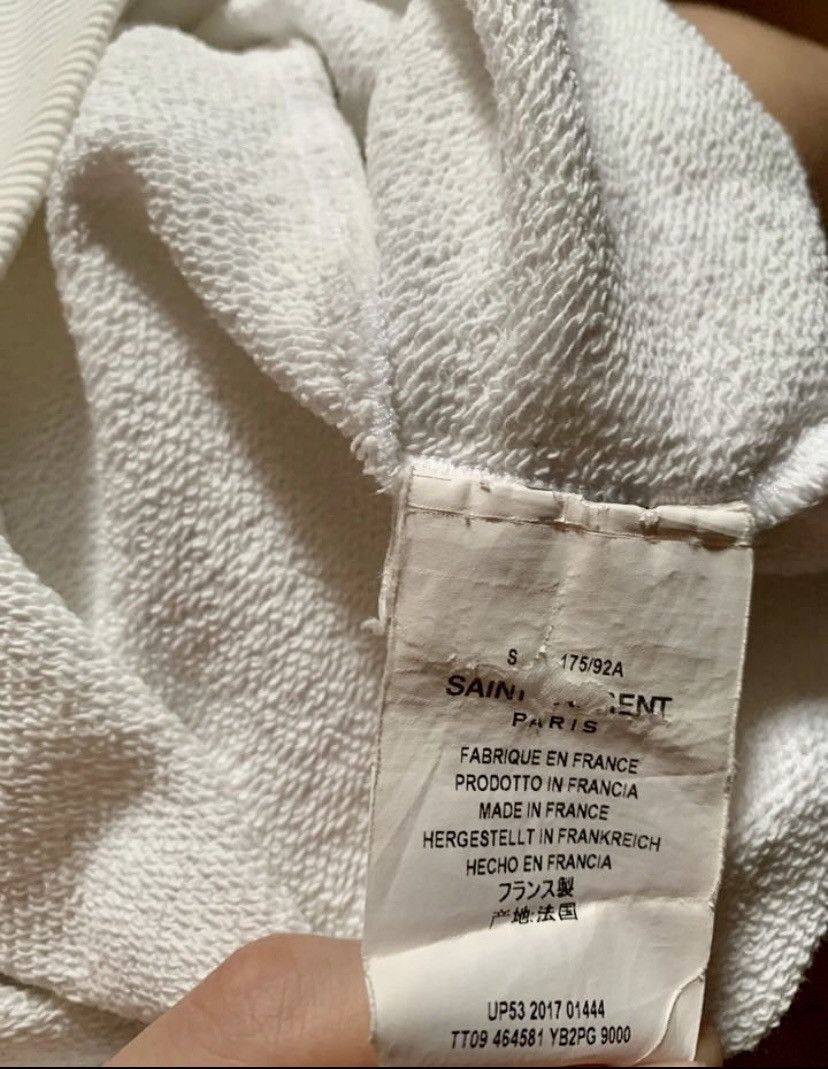 S 175/92A
PARIS
FABRIQUE EN FRANCE
PRODOTTO IN FRANCIA
MADE IN FRANCE
HERGESTELLT IN FRANKREICH
HECHO EN FRANCIA
フランス製
产地:法国
UP53 2017 01444
TT09 464581 YB2PG 9000